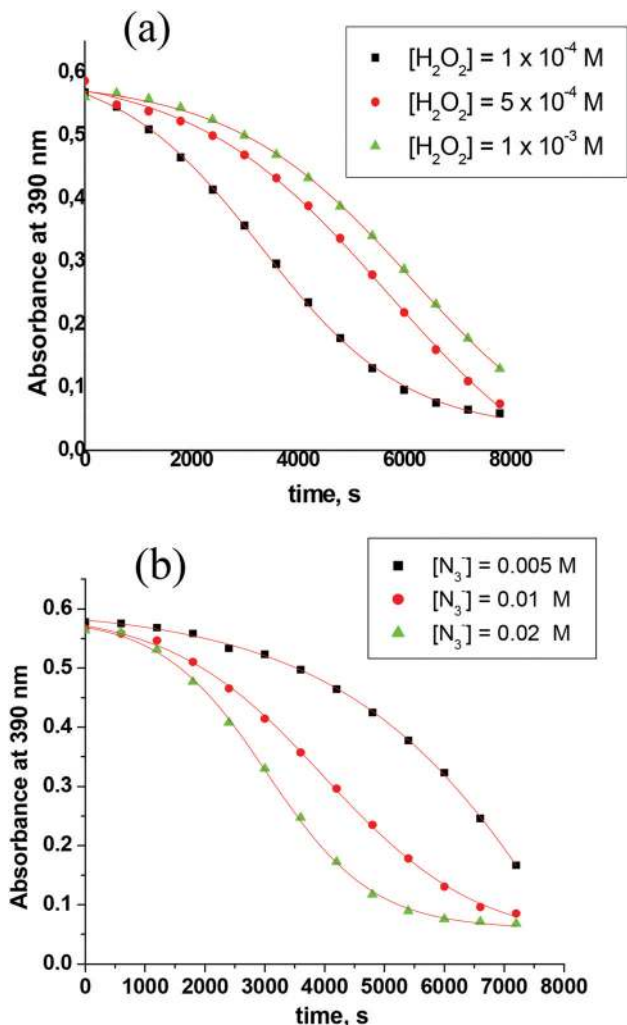 (a)
[H₂O₂] = 1 x 10⁻⁴ M
[H₂O₂] = 5 x 10⁻⁴ M
[H₂O₂] = 1 x 10⁻³ M
Absorbance at 390 nm
0,6
0,5
0,4
0,3
0,2
0,1
0,0
0 2000 4000 6000 8000
time, s
(b)
[N₃⁻] = 0.005 M
[N₃⁻] = 0.01 M
[N₃⁻] = 0.02 M
Absorbance at 390 nm
0.6
0.5
0.4
0.3
0.2
0.1
0.0
0 1000 2000 3000 4000 5000 6000 7000 8000
time, s